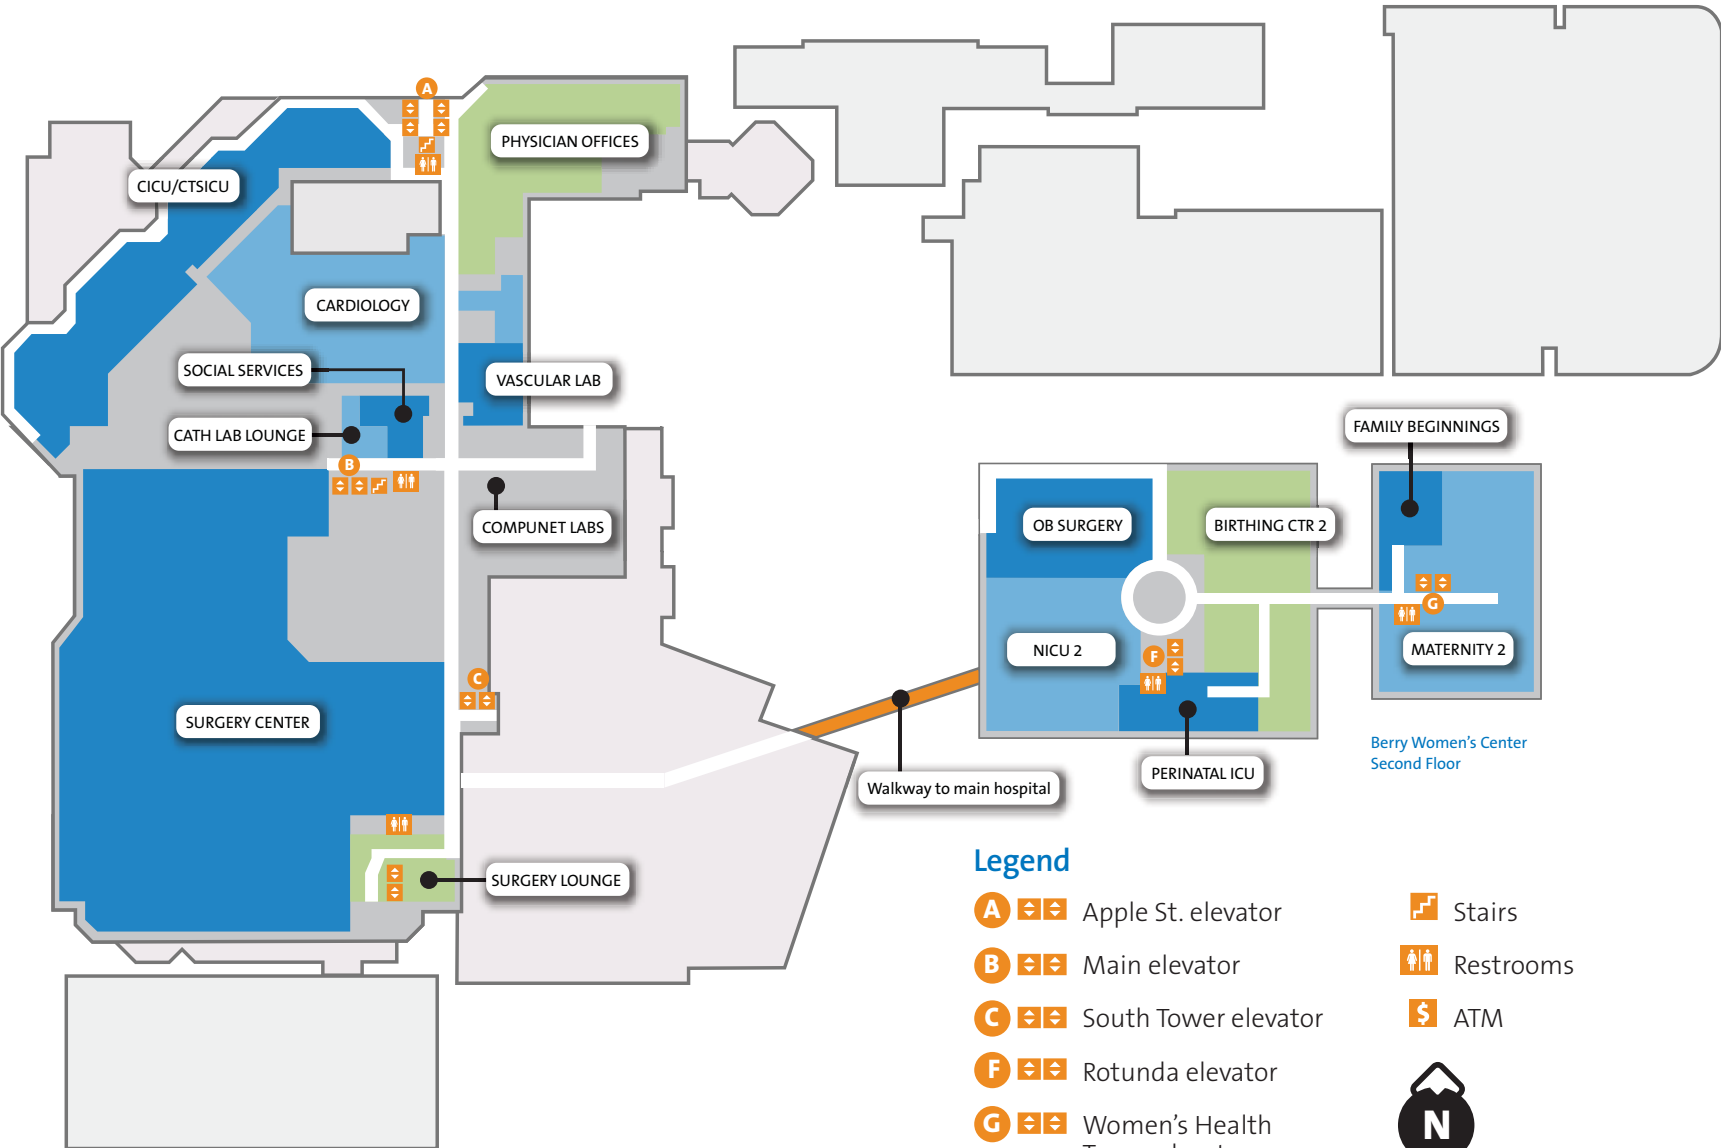 A
PHYSICIAN OFFICES
CICU/CTSICU
CARDIOLOGY
SOCIAL SERVICES
VASCULAR LAB
CATH LAB LOUNGE
B
COMPUNET LABS
FAMILY BEGINNINGS
OB SURGERY
BIRTHING CTR 2
G
NICU 2
F
MATERNITY 2
C
SURGERY CENTER
Berry Women's Center
Second Floor
PERINATAL ICU
Walkway to main hospital
SURGERY LOUNGE
Legend
A Apple St. elevator
B Main elevator
C South Tower elevator
F Rotunda elevator
G Women's Health
Stairs
Restrooms
$ ATM
N